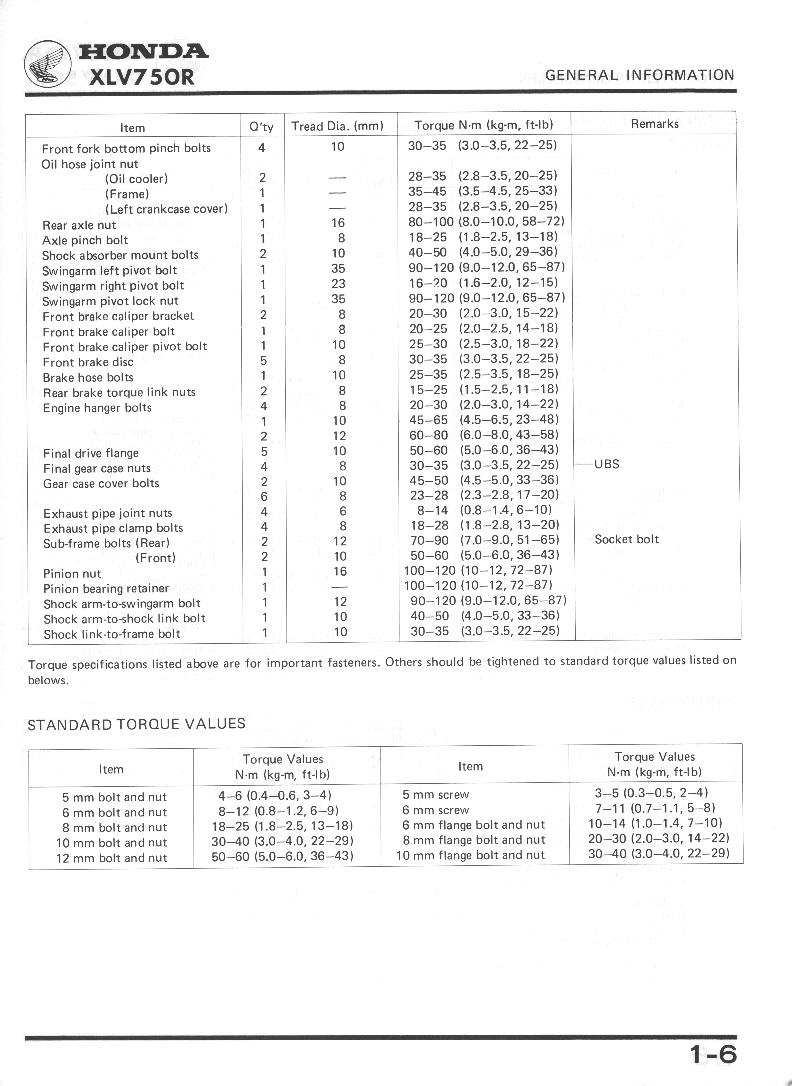 HONDA
XLV750R
GENERAL INFORMATION
Item Q'ty Tread Dia. (mm) Torque N·m (kg-m, ft-lb) Remarks
Front fork bottom pinch bolts 4 10 30–35 (3.0–3.5, 22–25)
Oil hose joint nut
(Oil cooler) 2 — 28–35 (2.8–3.5, 20–25)
(Frame) 1 — 35–45 (3.5–4.5, 25–33)
(Left crankcase cover) 1 — 28–35 (2.8–3.5, 20–25)
Rear axle nut 1 16 80–100 (8.0–10.0, 58–72)
Axle pinch bolt 1 8 18–25 (1.8–2.5, 13–18)
Shock absorber mount bolts 2 10 40–50 (4.0–5.0, 29–36)
Swingarm left pivot bolt 1 35 90–120 (9.0–12.0, 65–87)
Swingarm right pivot bolt 1 23 16–20 (1.6–2.0, 12–15)
Swingarm pivot lock nut 1 35 90–120 (9.0–12.0, 65–87)
Front brake caliper bracket 2 8 20–30 (2.0–3.0, 15–22)
Front brake caliper bolt 1 8 20–25 (2.0–2.5, 14–18)
Front brake caliper pivot bolt 1 10 25–30 (2.5–3.0, 18–22)
Front brake disc 5 8 30–35 (3.0–3.5, 22–25)
Brake hose bolts 1 10 25–35 (2.5–3.5, 18–25)
Rear brake torque link nuts 2 8 15–25 (1.5–2.5, 11–18)
Engine hanger bolts 4 8 20–30 (2.0–3.0, 14–22)
1 10 45–65 (4.5–6.5, 23–48)
2 12 60–80 (6.0–8.0, 43–58)
Final drive flange 5 10 50–60 (5.0–6.0, 36–43)
Final gear case nuts 4 8 30–35 (3.0–3.5, 22–25) —UBS
Gear case cover bolts 2 10 45–50 (4.5–5.0, 33–36)
6 8 23–28 (2.3–2.8, 17–20)
Exhaust pipe joint nuts 4 6 8–14 (0.8–1.4, 6–10)
Exhaust pipe clamp bolts 4 8 18–28 (1.8–2.8, 13–20)
Sub-frame bolts (Rear) 2 12 70–90 (7.0–9.0, 51–65) Socket bolt
(Front) 2 10 50–60 (5.0–6.0, 36–43)
Pinion nut 1 16 100–120 (10–12, 72–87)
Pinion bearing retainer 1 — 100–120 (10–12, 72–87)
Shock arm-to-swingarm bolt 1 12 90–120 (9.0–12.0, 65–87)
Shock arm-to-shock link bolt 1 10 40–50 (4.0–5.0, 33–36)
Shock link-to-frame bolt 1 10 30–35 (3.0–3.5, 22–25)
Torque specifications listed above are for important fasteners. Others should be tightened to standard torque values listed on
belows.
STANDARD TORQUE VALUES
Item Torque Values N·m (kg-m, ft-lb) Item Torque Values N·m (kg-m, ft-lb)
5 mm bolt and nut 4–6 (0.4–0.6, 3–4) 5 mm screw 3–5 (0.3–0.5, 2–4)
6 mm bolt and nut 8–12 (0.8–1.2, 6–9) 6 mm screw 7–11 (0.7–1.1, 5–8)
8 mm bolt and nut 18–25 (1.8–2.5, 13–18) 6 mm flange bolt and nut 10–14 (1.0–1.4, 7–10)
10 mm bolt and nut 30–40 (3.0–4.0, 22–29) 8 mm flange bolt and nut 20–30 (2.0–3.0, 14–22)
12 mm bolt and nut 50–60 (5.0–6.0, 36–43) 10 mm flange bolt and nut 30–40 (3.0–4.0, 22–29)
1-6